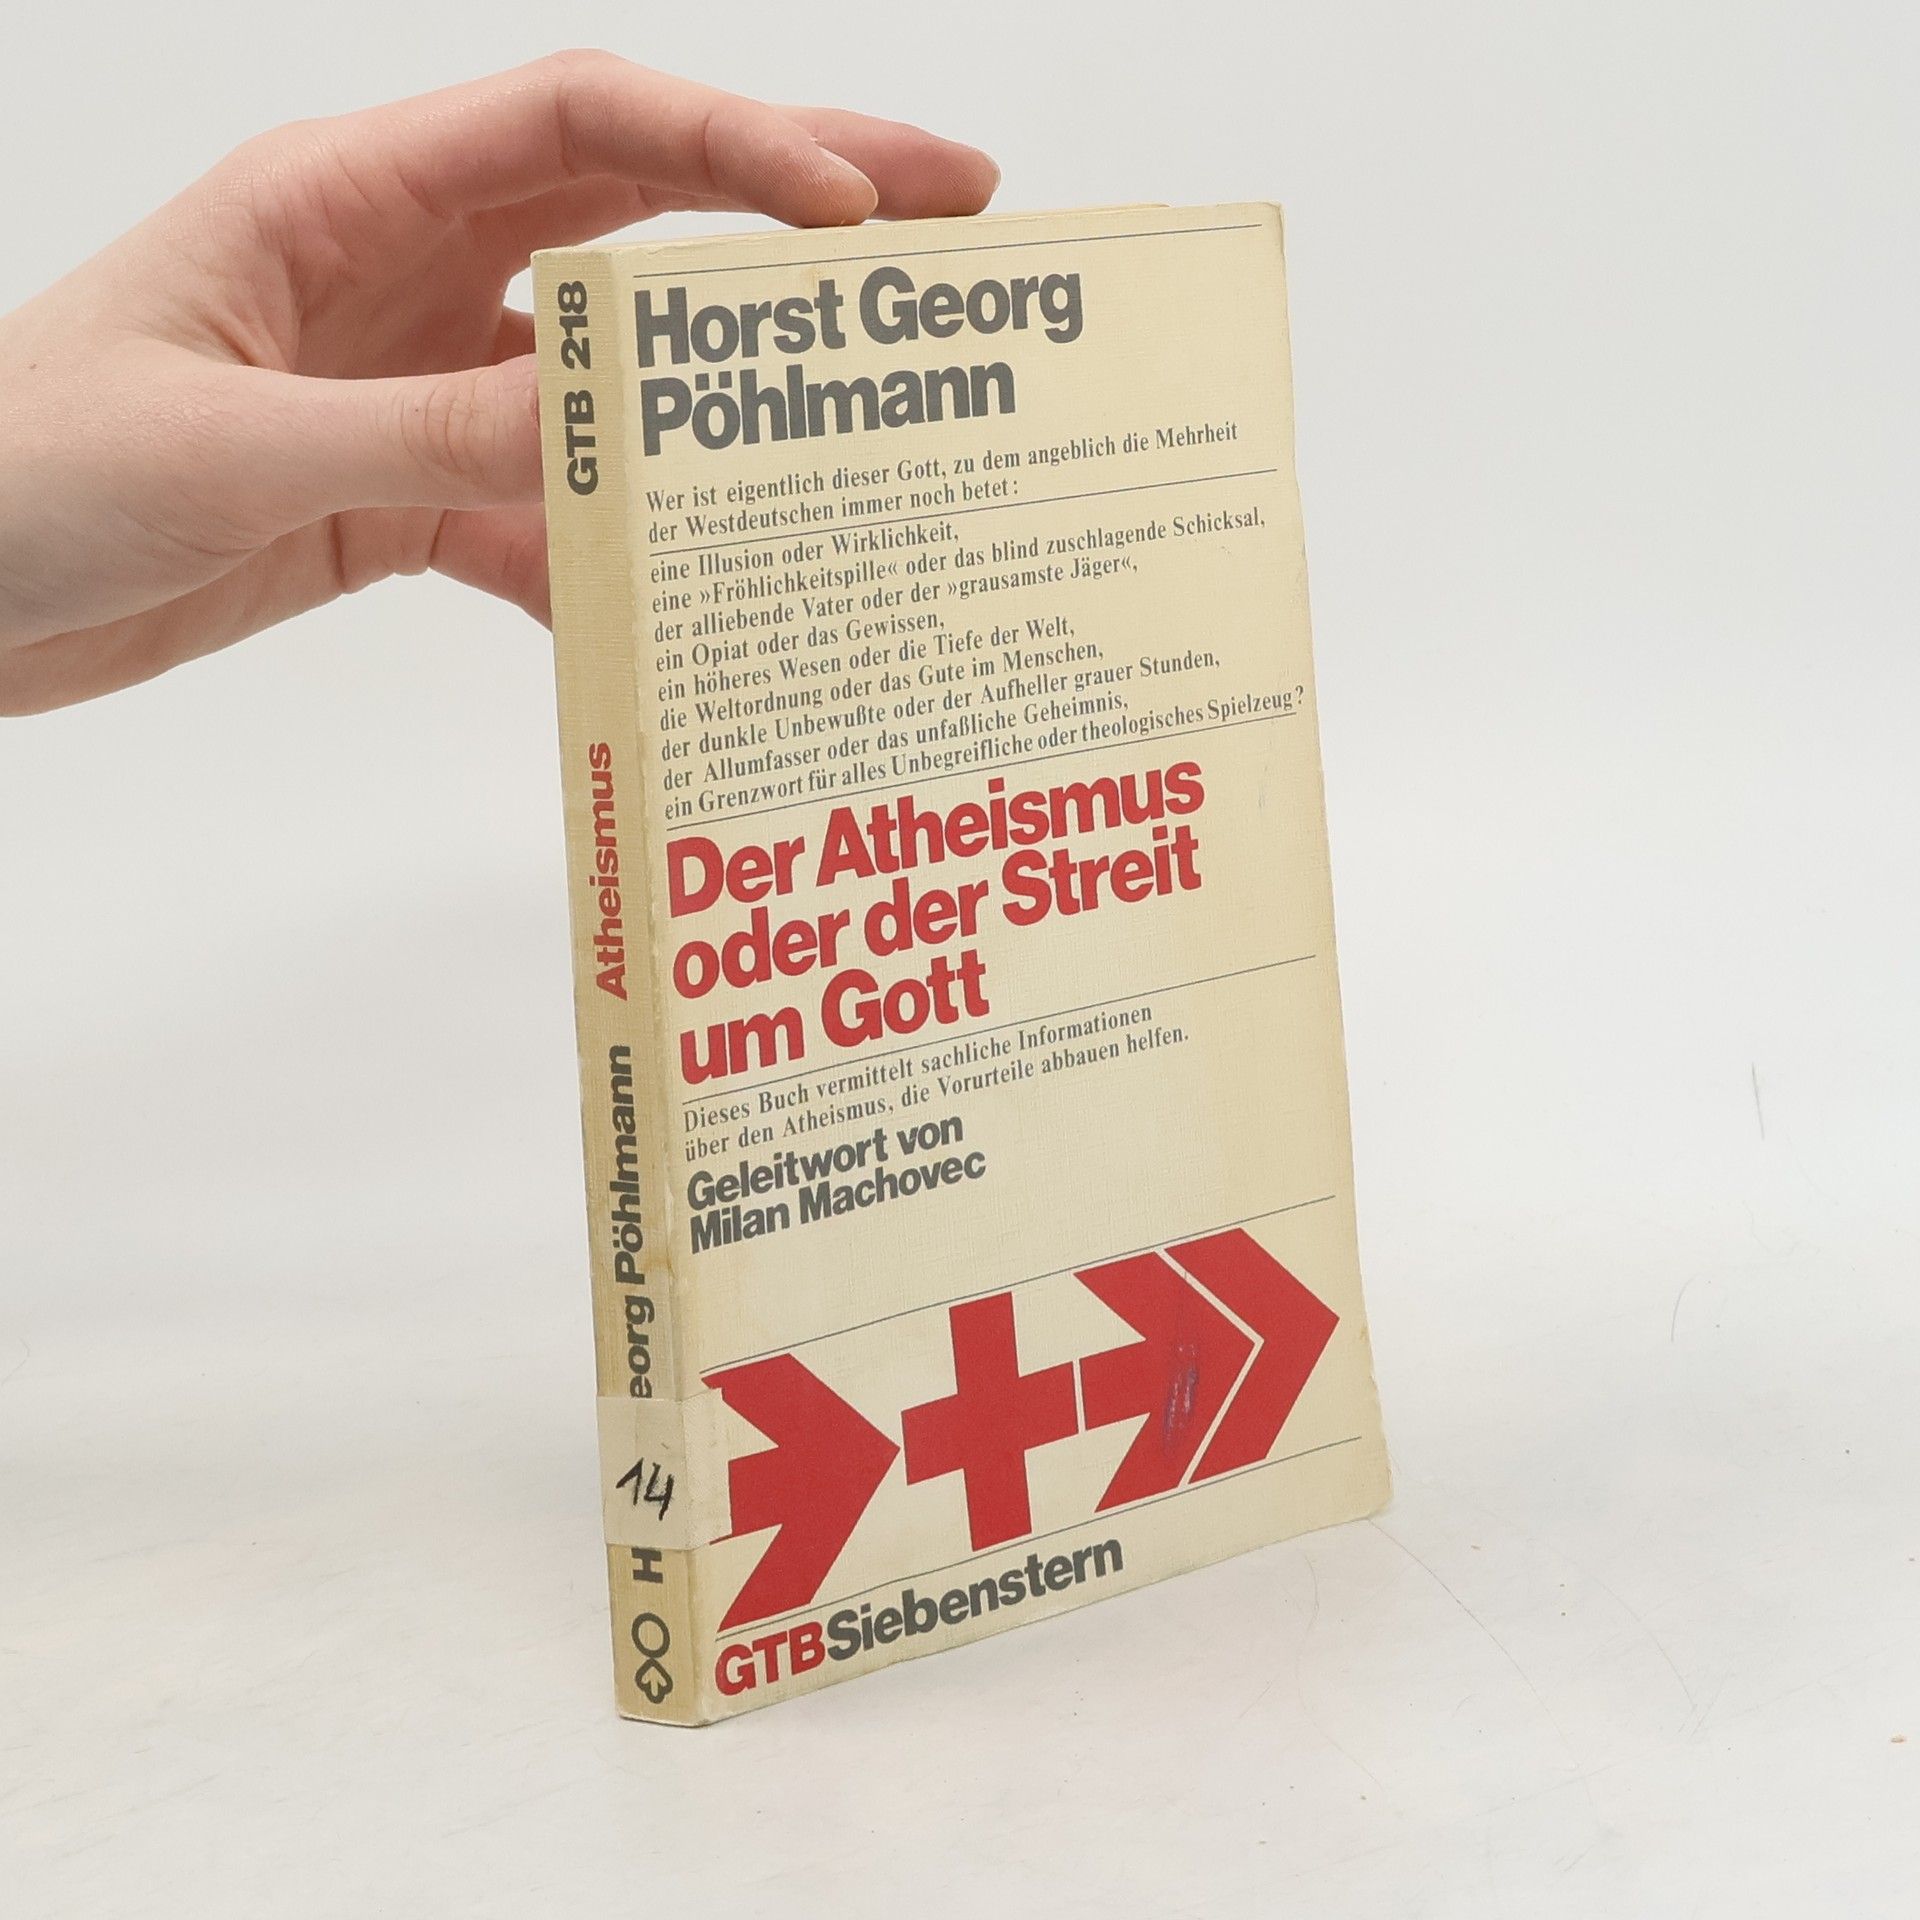 Horst Georg
Pöhlmann
Wer ist eigentlich dieser Gott, zu dem angeblich die Mehrheit
der Westdeutschen immer noch betet:
eine Illusion oder Wirklichkeit,
eine »Fröhlichkeitspille« oder das blind zuschlagende Schicksal,
der alliebende Vater oder der »grausamste Jäger«,
ein Opiat oder das Gewissen,
ein höheres Wesen oder die Tiefe der Welt,
die Weltordnung oder das Gute im Menschen,
der dunkle Unbewußte oder der Aufheller grauer Stunden,
der Allumfasser oder das unfaßliche Geheimnis,
ein Grenzwort für alles Unbegreifliche oder theologisches Spielzeug?
Der Atheismus
oder der Streit
um Gott
Dieses Buch vermittelt sachliche Informationen
über den Atheismus, die Vorurteile abbauen helfen.
Geleitwort von
Milan Machovec
GTBSiebenstern
H eorg Pöhlmann Atheismus GTB 218
14